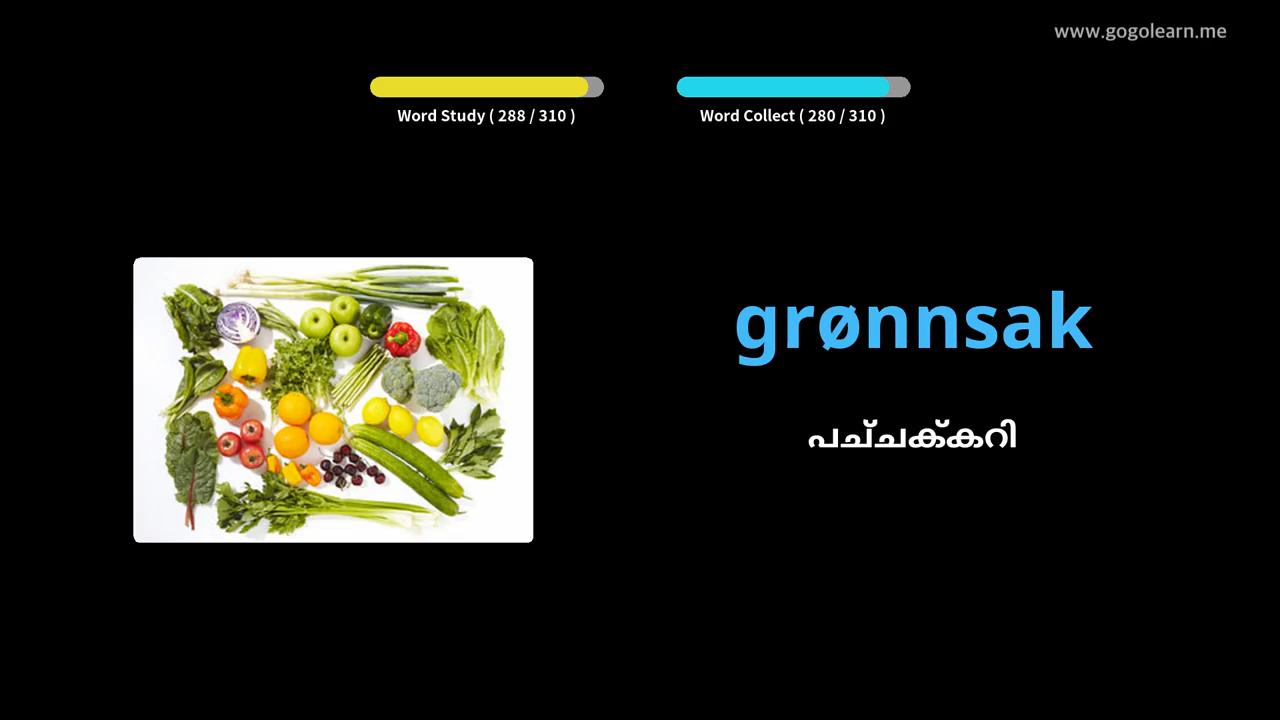 www.gogolearn.me
Word Study ( 288 / 310 )
Word Collect ( 280 / 310 )
grønnsak
പച്ചക്കറി